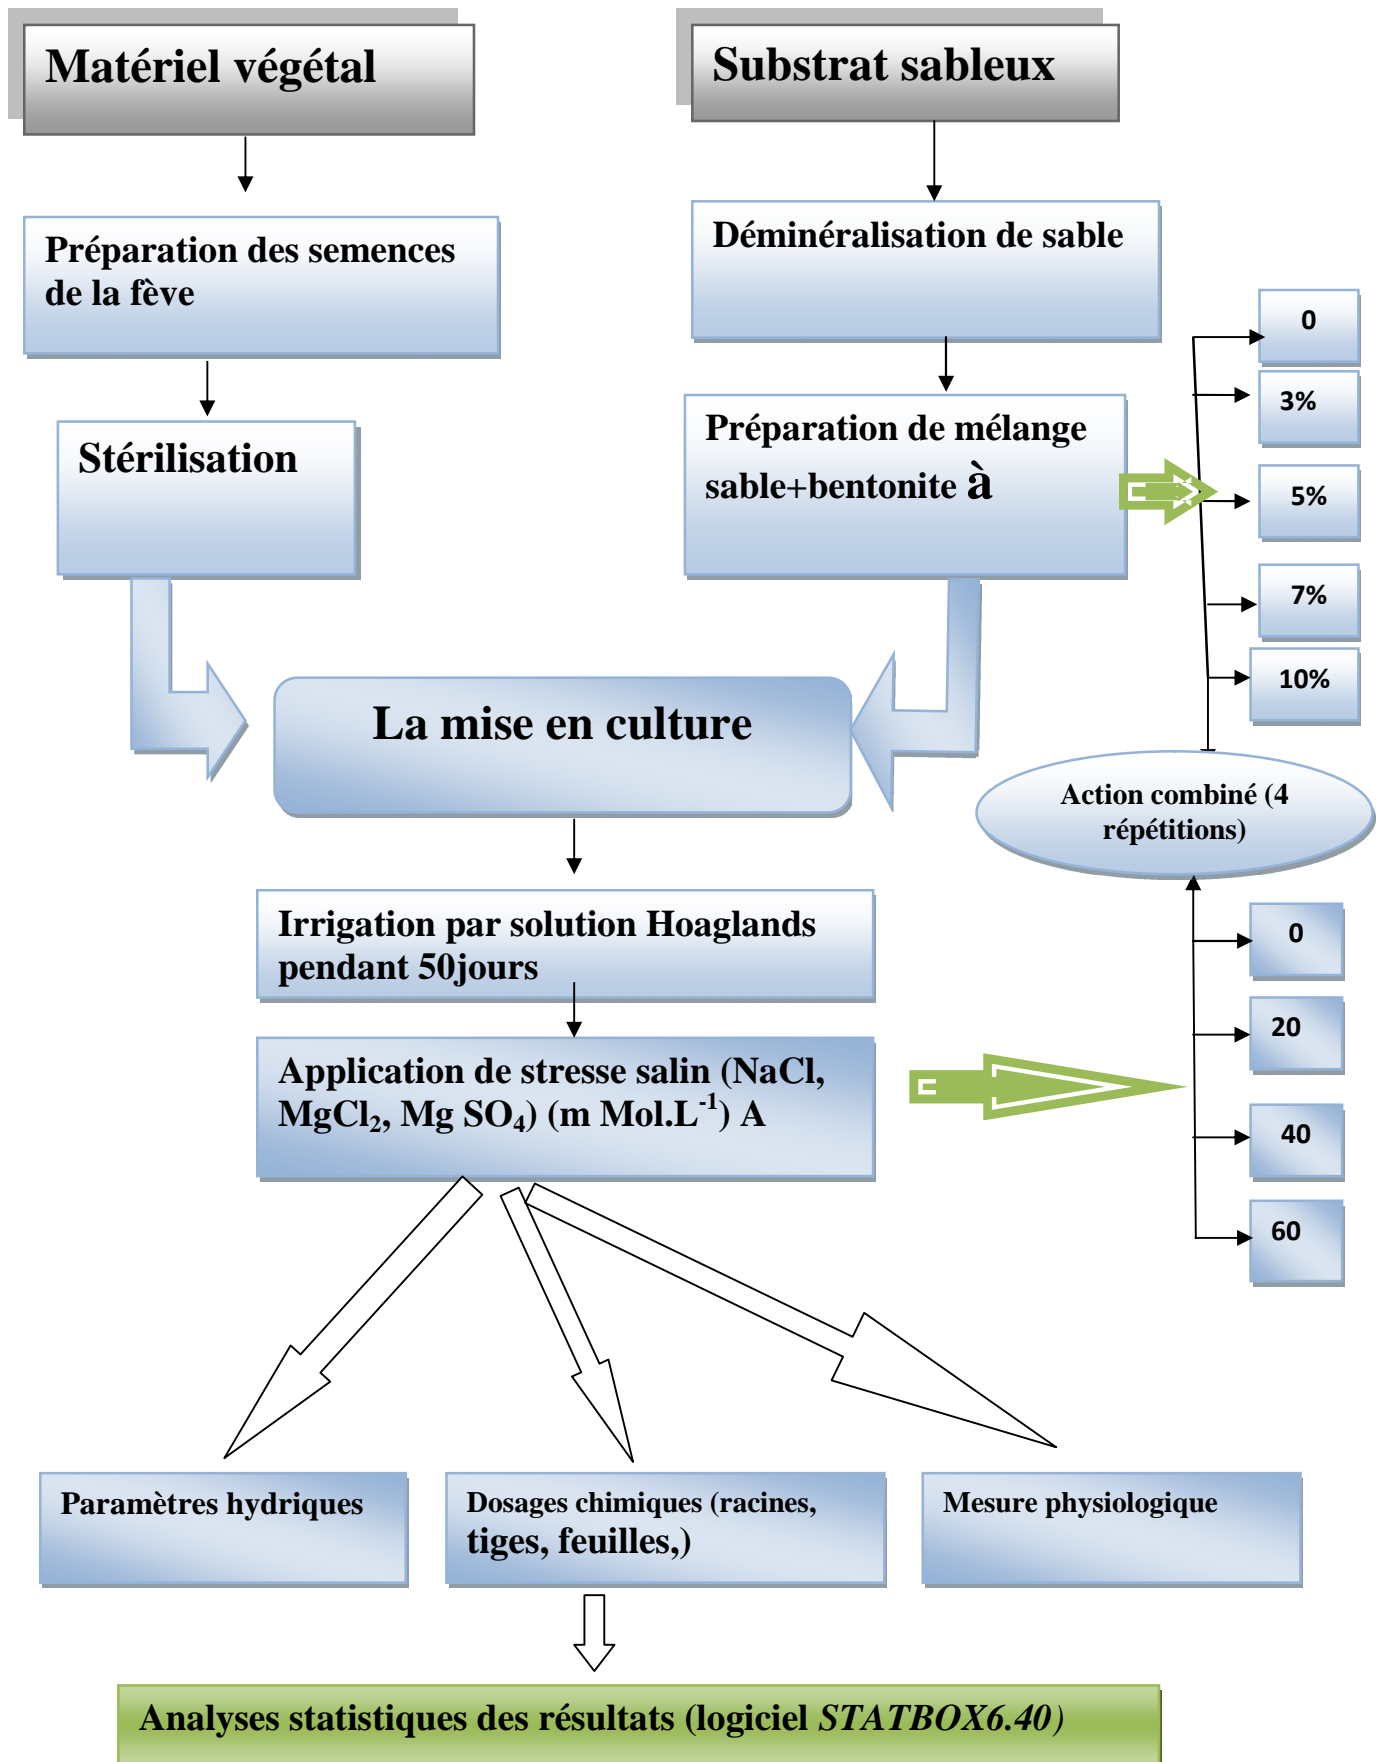 Matériel végétal
Substrat sableux
Préparation des semences
de la fève
Déminéralisation de sable
Stérilisation
Préparation de mélange
sable+bentonite à
0
3%
5%
7%
10%
La mise en culture
Action combiné (4
répétitions)
Irrigation par solution Hoaglands
pendant 50jours
Application de stresse salin (NaCl,
MgCl₂, Mg SO₄) (m Mol.L⁻¹) A
0
20
40
60
Paramètres hydriques
Dosages chimiques (racines,
tiges, feuilles,)
Mesure physiologique
Analyses statistiques des résultats (logiciel STATBOX6.40)